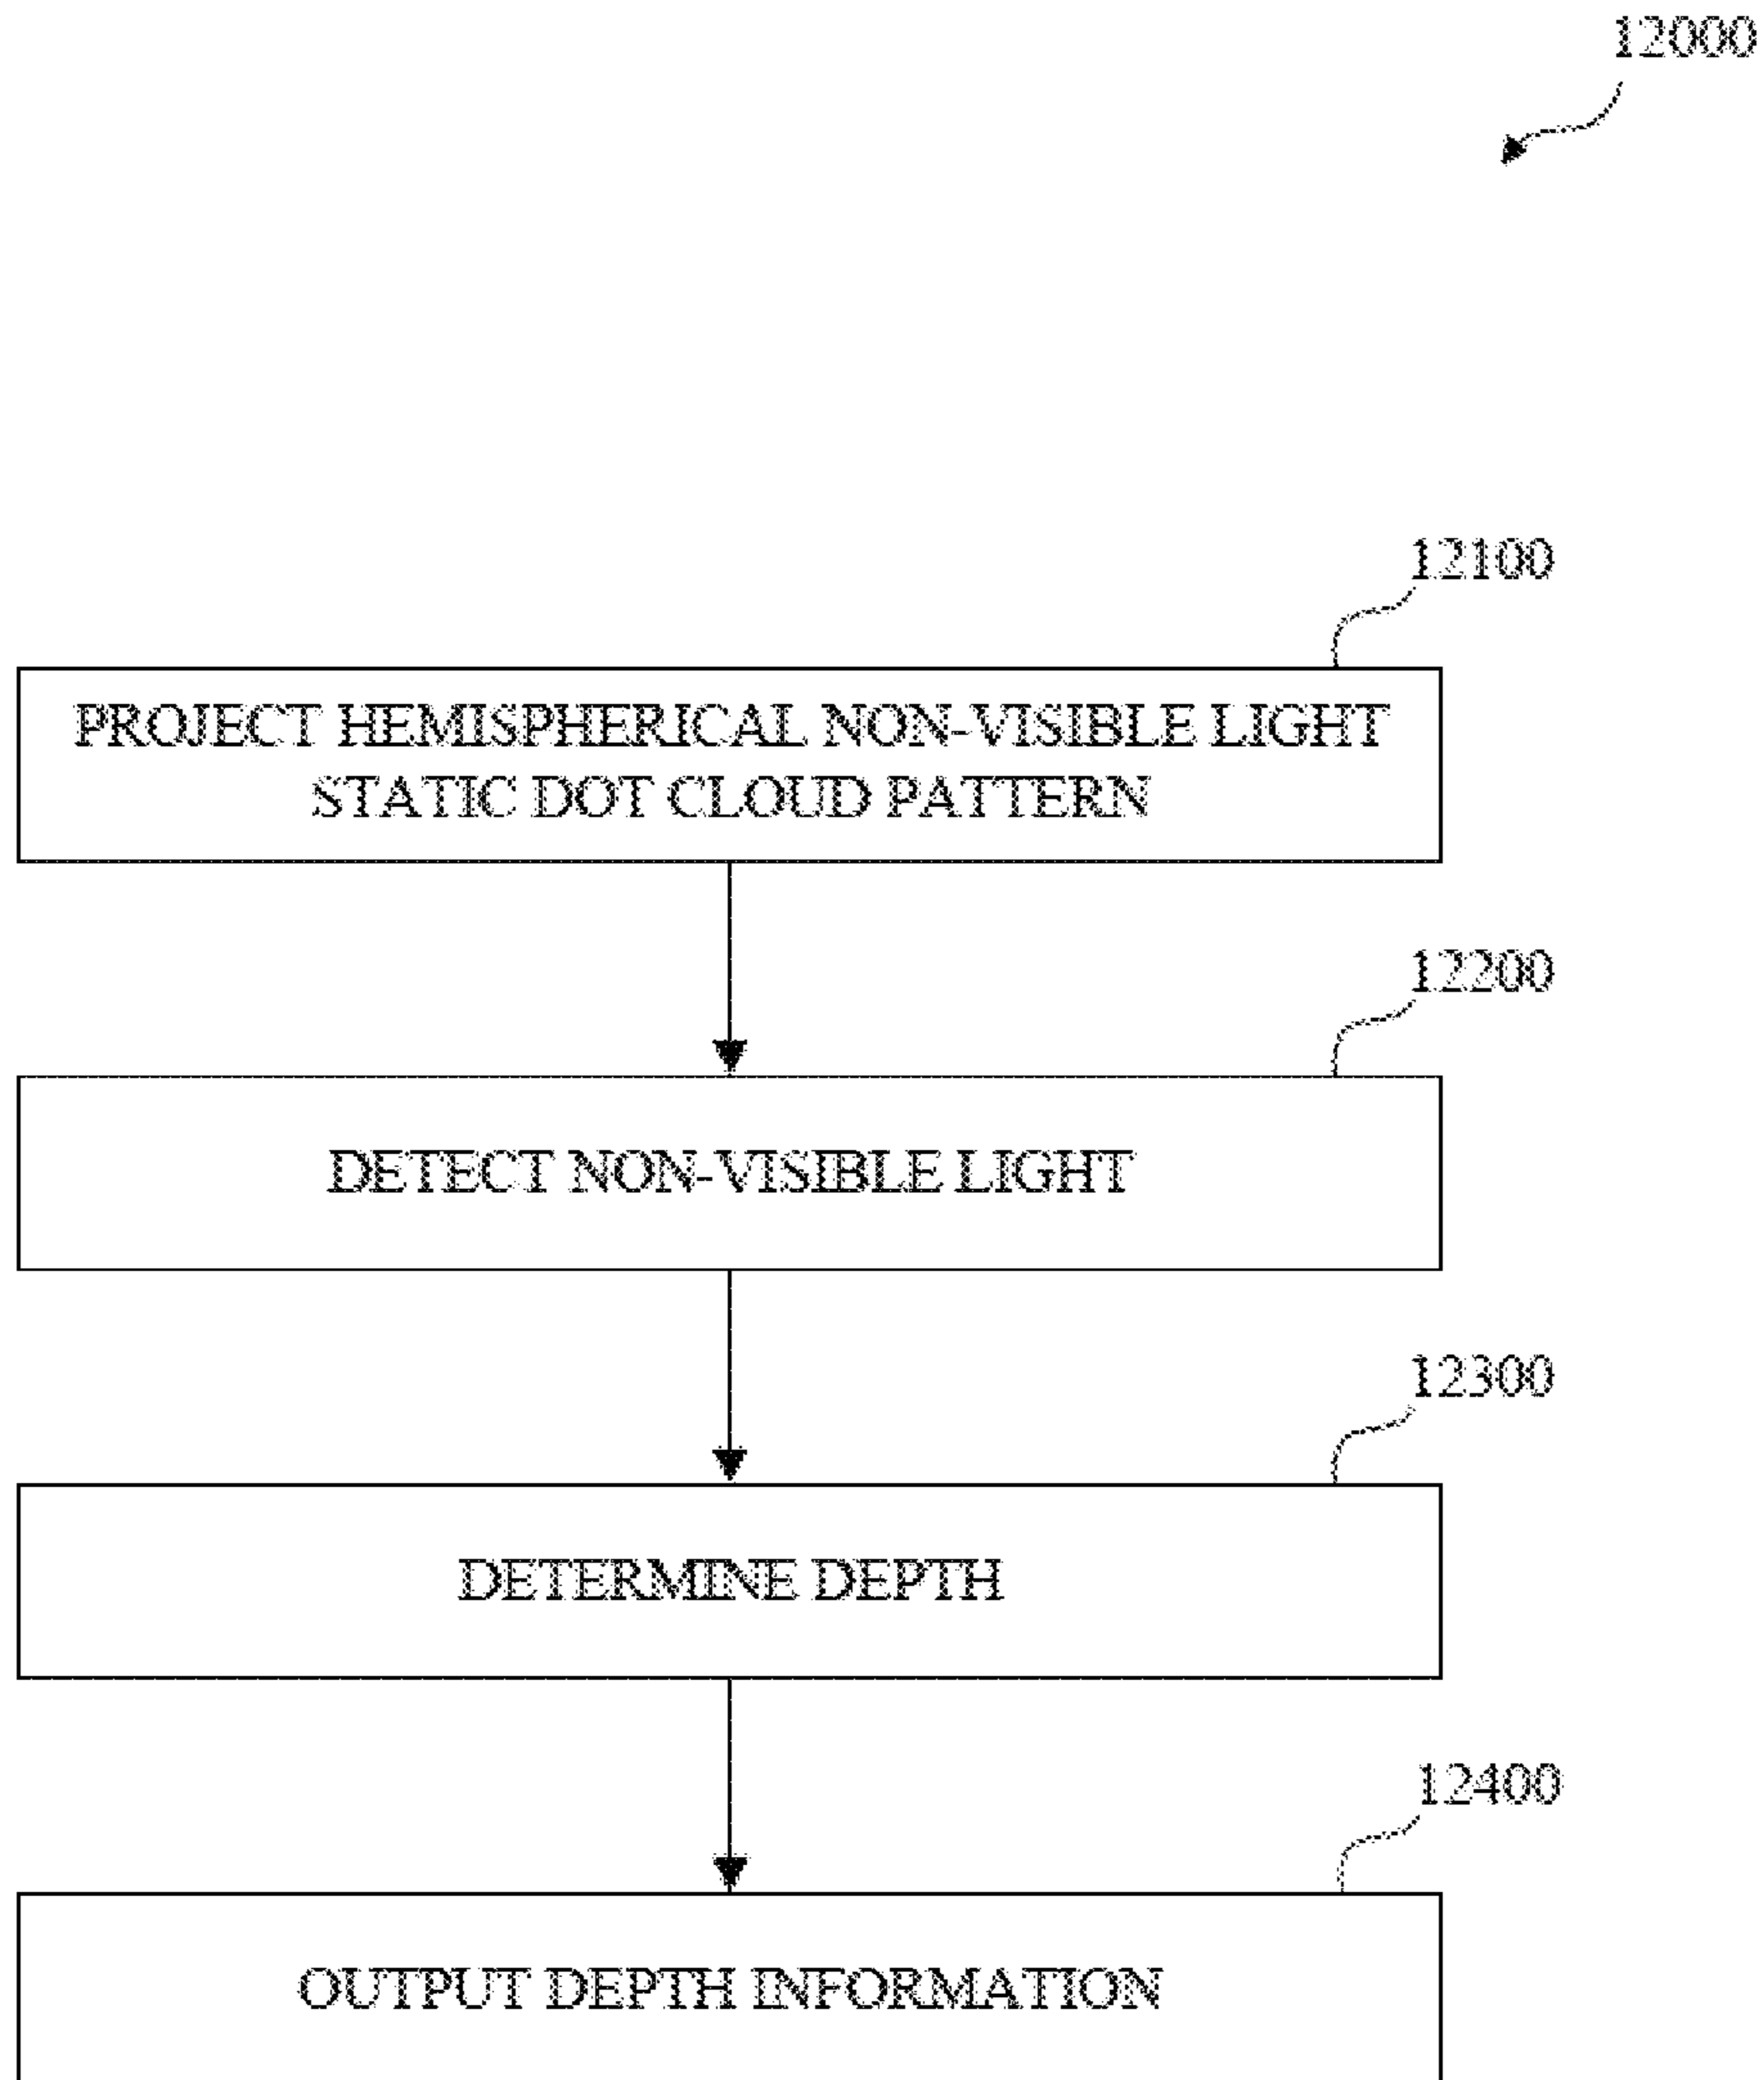 12000
12100
PROJECT HEMISPHERICAL NON-VISIBLE LIGHT
STATIC DOT CLOUD PATTERN
12200
DETECT NON-VISIBLE LIGHT
12300
DETERMINE DEPTH
12400
OUTPUT DEPTH INFORMATION